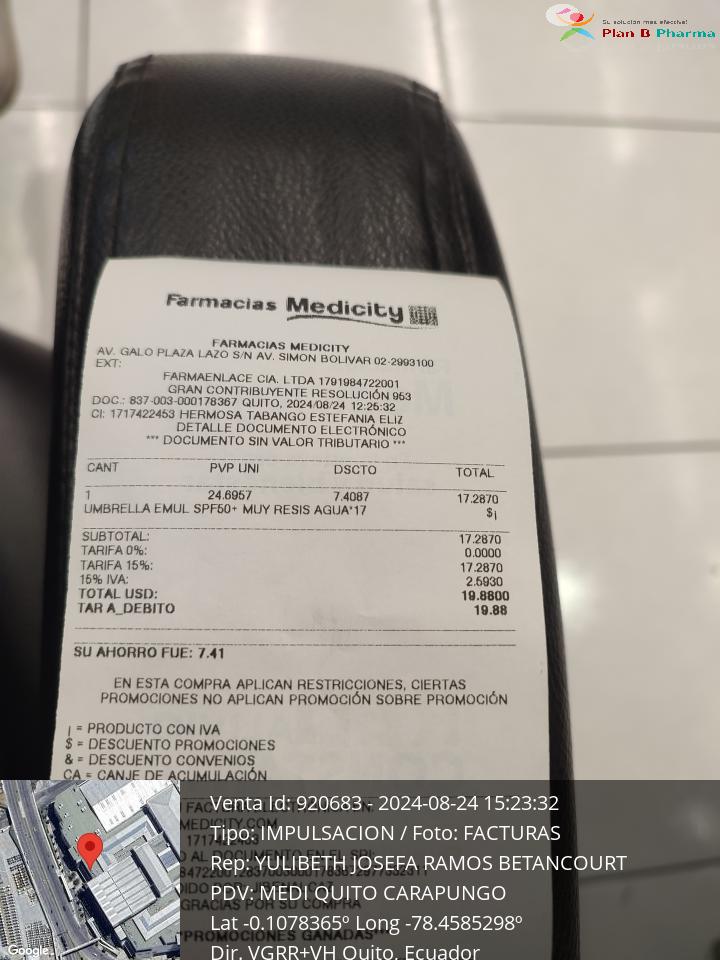 Su solución más efectiva!
Plan B Pharma
Farmacias Medicity
FARMACIAS MEDICITY
AV. GALO PLAZA LAZO S/N AV. SIMON BOLIVAR 02-2993100
EXT:
FARMAENLACE CIA. LTDA 1791984722001
GRAN CONTRIBUYENTE RESOLUCIÓN 953
DOC.: 837-003-000178367 QUITO, 2024/08/24 12:25:32
CI: 1717422453 HERMOSA TABANGO ESTEFANIA ELIZ
DETALLE DOCUMENTO ELECTRÓNICO
*** DOCUMENTO SIN VALOR TRIBUTARIO ***
CANT PVP UNI DSCTO TOTAL
1 24.6957 7.4087 17.2870
UMBRELLA EMUL SPF50+ MUY RESIS AGUA*17 $¡
SUBTOTAL: 17.2870
TARIFA 0%: 0.0000
TARIFA 15%: 17.2870
15% IVA: 2.5930
TOTAL USD: 19.8800
TAR A_DEBITO 19.88
SU AHORRO FUE: 7.41
EN ESTA COMPRA APLICAN RESTRICCIONES, CIERTAS
PROMOCIONES NO APLICAN PROMOCIÓN SOBRE PROMOCIÓN
¡ = PRODUCTO CON IVA
$ = DESCUENTO PROMOCIONES
& = DESCUENTO CONVENIOS
CA = CANJE DE ACUMULACIÓN
Venta Id: 920683 - 2024-08-24 15:23:32
Tipo: IMPULSACION / Foto: FACTURAS
Rep: YULIBETH JOSEFA RAMOS BETANCOURT
PDV: MEDI QUITO CARAPUNGO
GRACIAS POR SU COMPRA
Lat -0.1078365º Long -78.4585298º
*PROMOCIONES GANADAS*
Dir. VGRR+VH Quito, Ecuador
Google